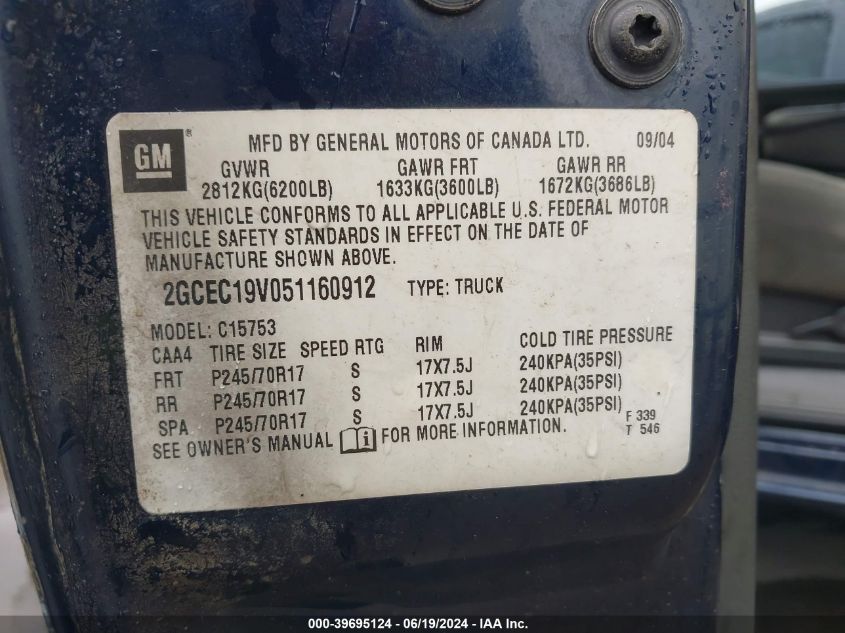 GM® MFD BY GENERAL MOTORS OF CANADA LTD. 09/04
GVWR GAWR FRT GAWR RR
2812KG(6200LB) 1633KG(3600LB) 1672KG(3686LB)
THIS VEHICLE CONFORMS TO ALL APPLICABLE U.S. FEDERAL MOTOR
VEHICLE SAFETY STANDARDS IN EFFECT ON THE DATE OF
MANUFACTURE SHOWN ABOVE.
2GCEC19V051160912 TYPE: TRUCK
MODEL: C15753
CAA4 TIRE SIZE SPEED RTG RIM COLD TIRE PRESSURE
FRT P245/70R17 S 17X7.5J 240KPA(35PSI)
RR P245/70R17 S 17X7.5J 240KPA(35PSI)
SPA P245/70R17 S 17X7.5J 240KPA(35PSI) F 339
SEE OWNER'S MANUAL i FOR MORE INFORMATION. T 546
000-39695124 - 06/19/2024 - IAA Inc.